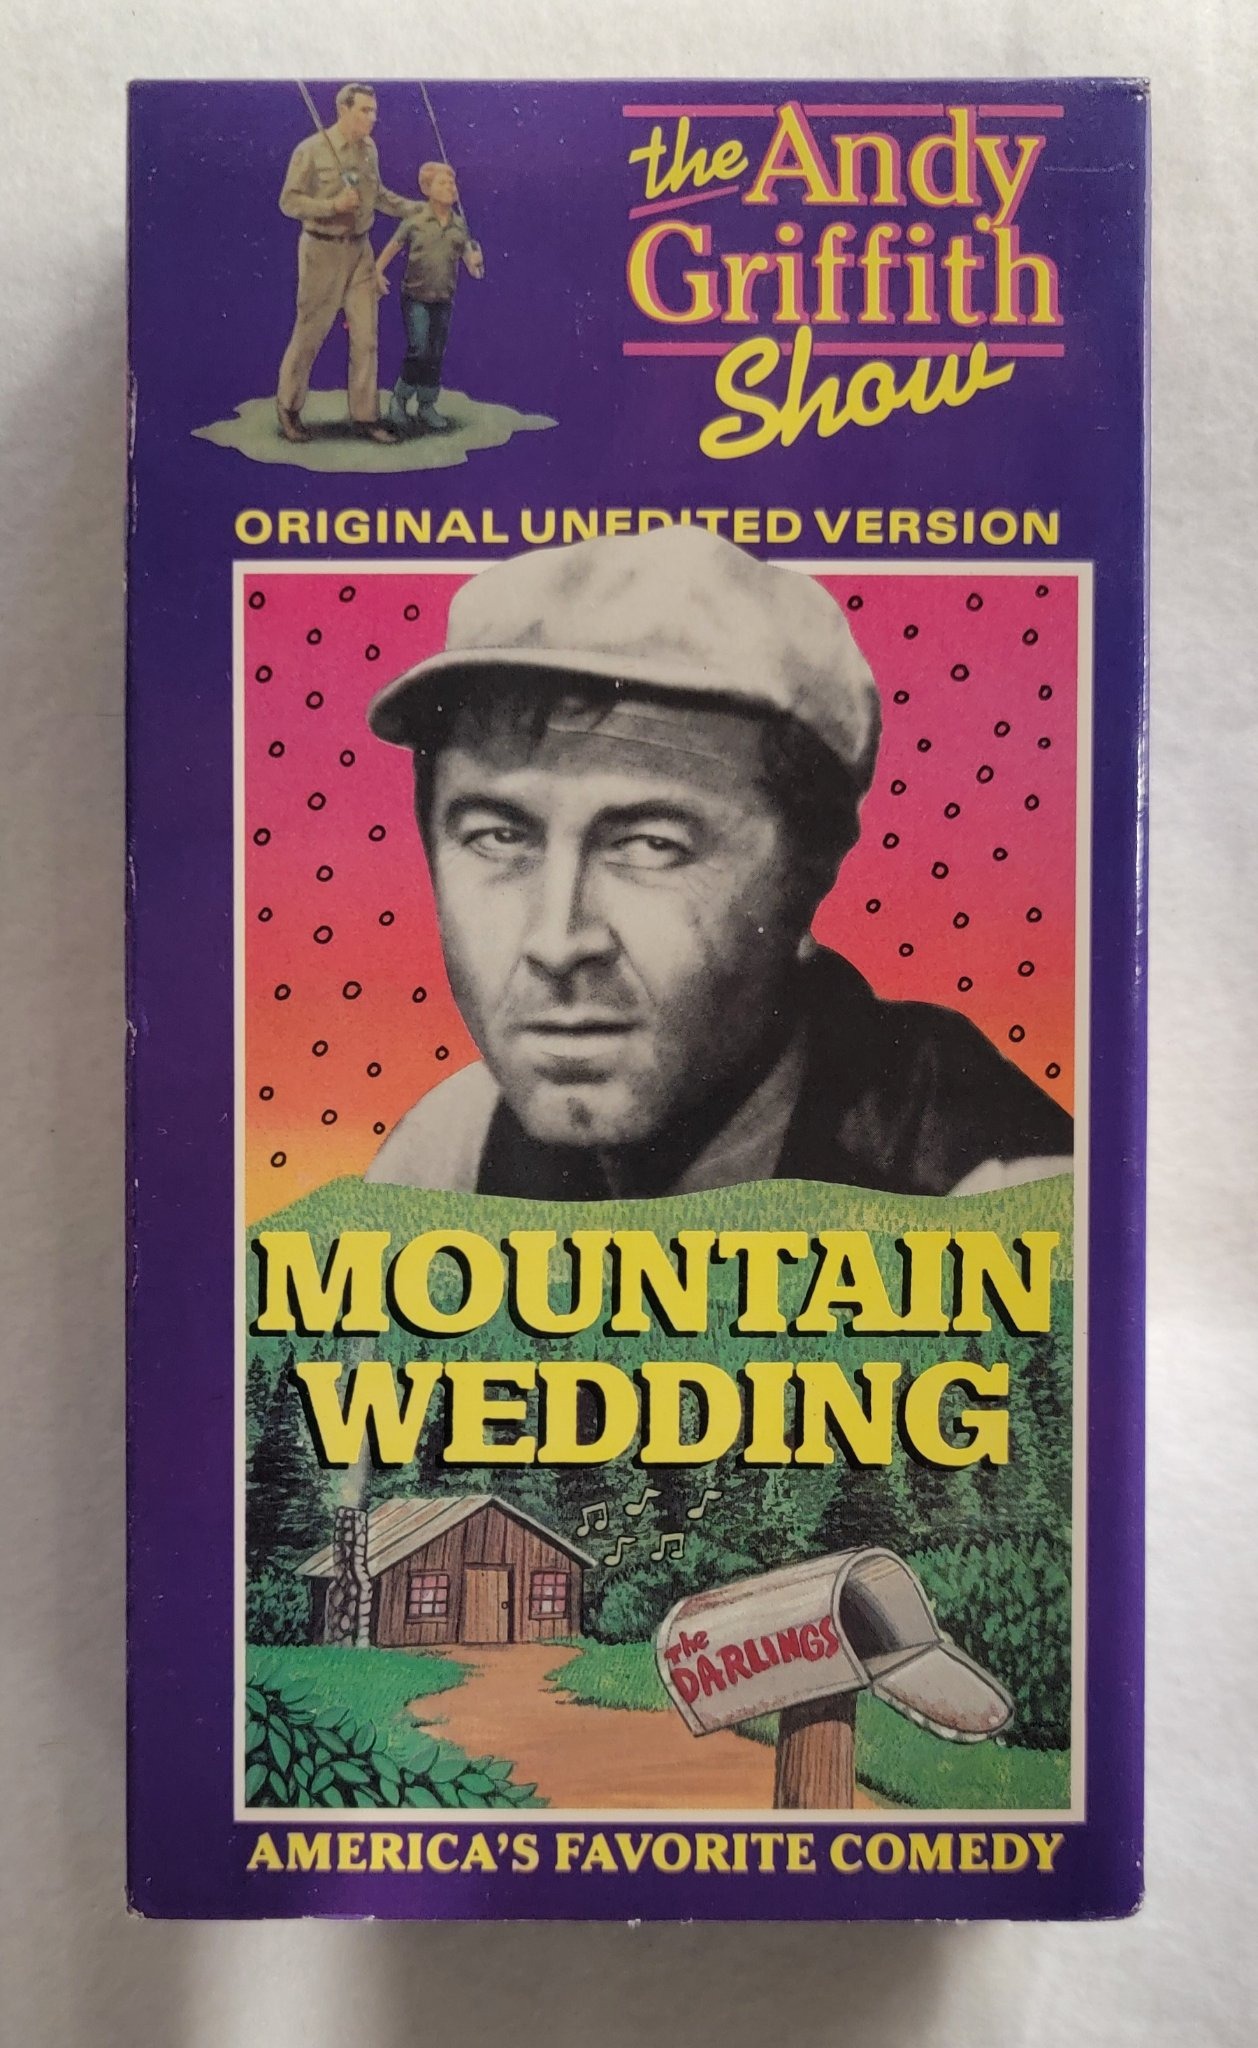 the Andy
Griffith
Show
ORIGINAL UNEDITED VERSION
MOUNTAIN
WEDDING
The
DARLINGS
AMERICA'S FAVORITE COMEDY